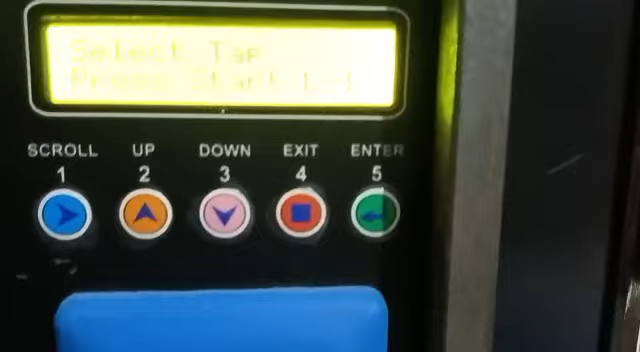 Select Tap
Press Start
SCROLL UP DOWN EXIT ENTER
1 2 3 4 5